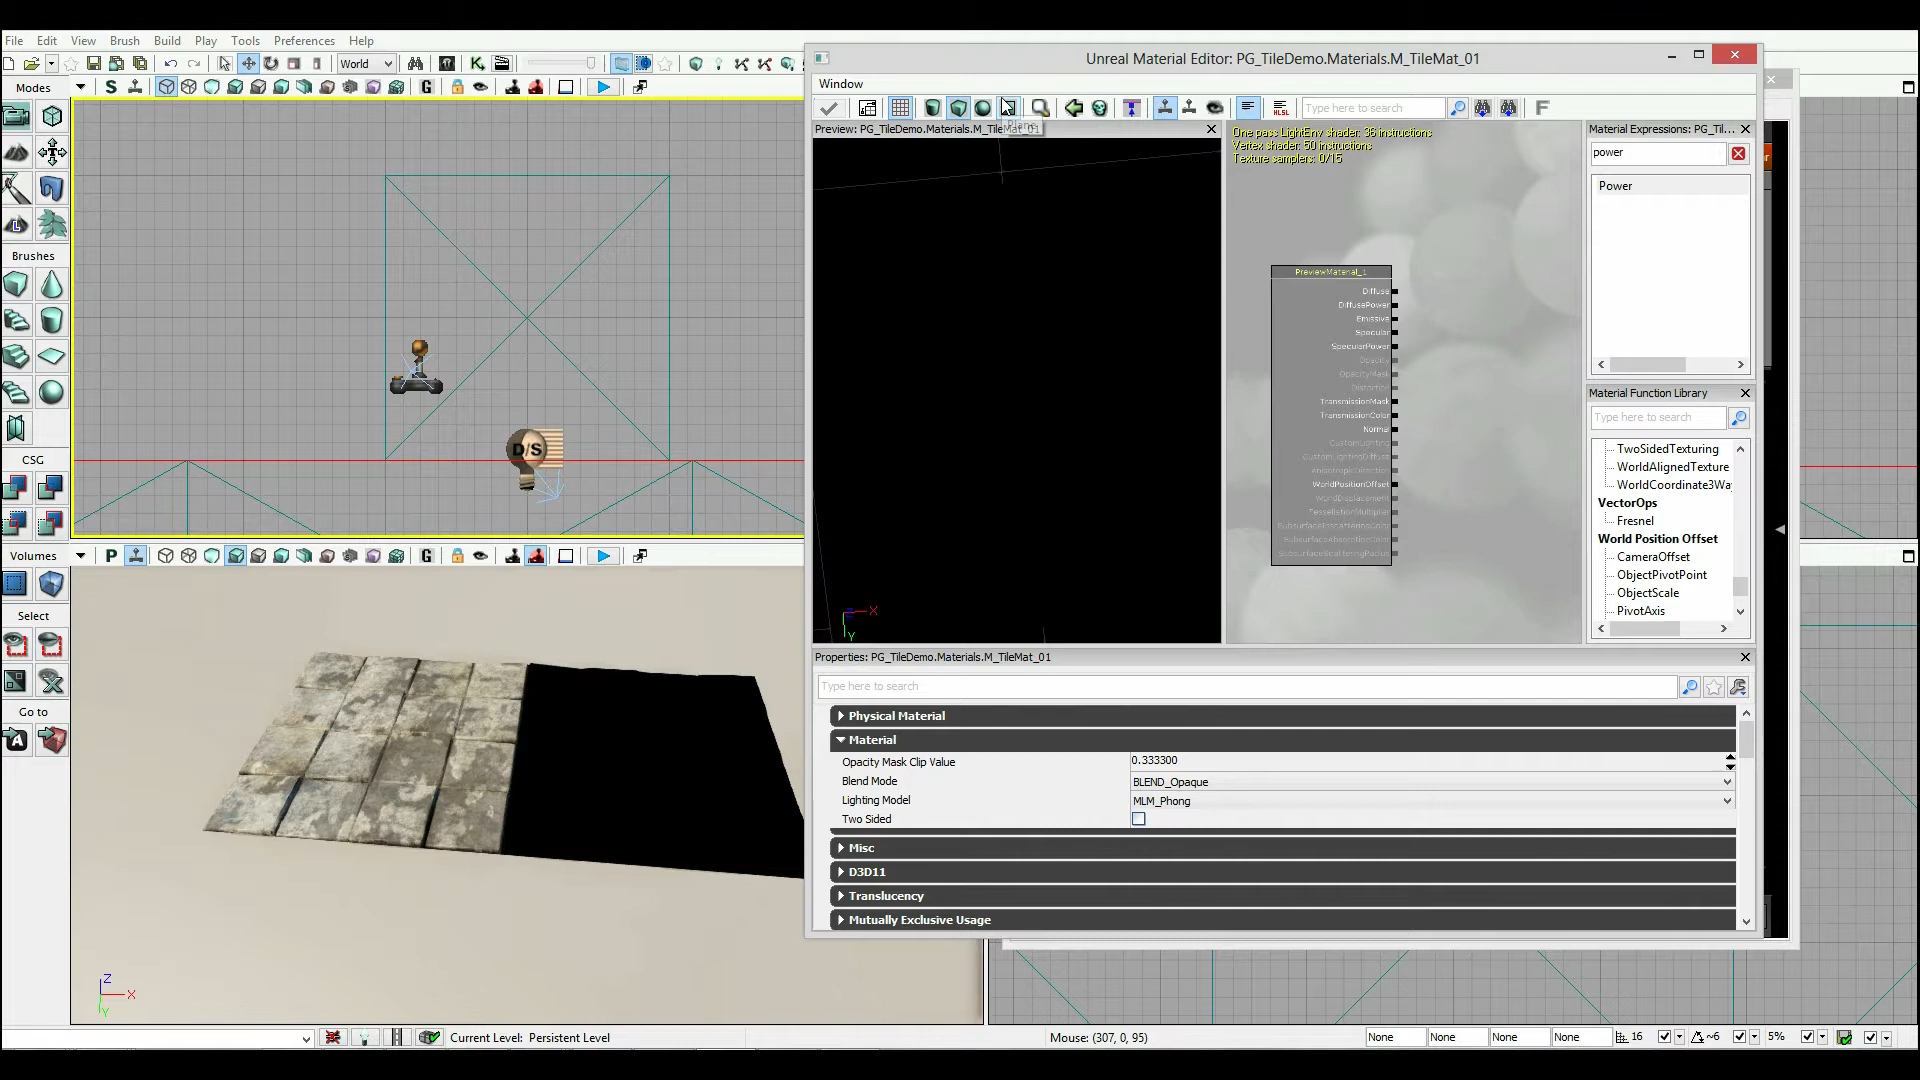 File Edit View Brush Build Play Tools Preferences Help
World
Modes
Brushes
CSG
Volumes
Select
Go to
D/S
Z
X
Y
Current Level: Persistent Level
Mouse: (307, 0, 95)
None None None None 16 ~6 5%
Unreal Material Editor: PG_TileDemo.Materials.M_TileMat_01
Window
Type here to search
Preview: PG_TileDemo.Materials.M_TileMat_01
Plane
X
Y
One pass LightEnv shader: 36 instructions
Vertex shader: 50 instructions
Texture samplers: 0/15
PreviewMaterial_1
Diffuse
DiffusePower
Emissive
Specular
SpecularPower
Opacity
OpacityMask
Distortion
TransmissionMask
TransmissionColor
Normal
CustomLighting
CustomLightingDiffuse
AnisotropicDirection
WorldPositionOffset
WorldDisplacement
TessellationMultiplier
SubsurfaceInscatteringColor
SubsurfaceAbsorptionColor
SubsurfaceScatteringRadius
Material Expressions: PG_Til...
power
Power
Material Function Library
Type here to search
TwoSidedTexturing
WorldAlignedTexture
WorldCoordinate3Wa
VectorOps
Fresnel
World Position Offset
CameraOffset
ObjectPivotPoint
ObjectScale
PivotAxis
Properties: PG_TileDemo.Materials.M_TileMat_01
Type here to search
Physical Material
Material
Opacity Mask Clip Value 0.333300
Blend Mode BLEND_Opaque
Lighting Model MLM_Phong
Two Sided
Misc
D3D11
Translucency
Mutually Exclusive Usage